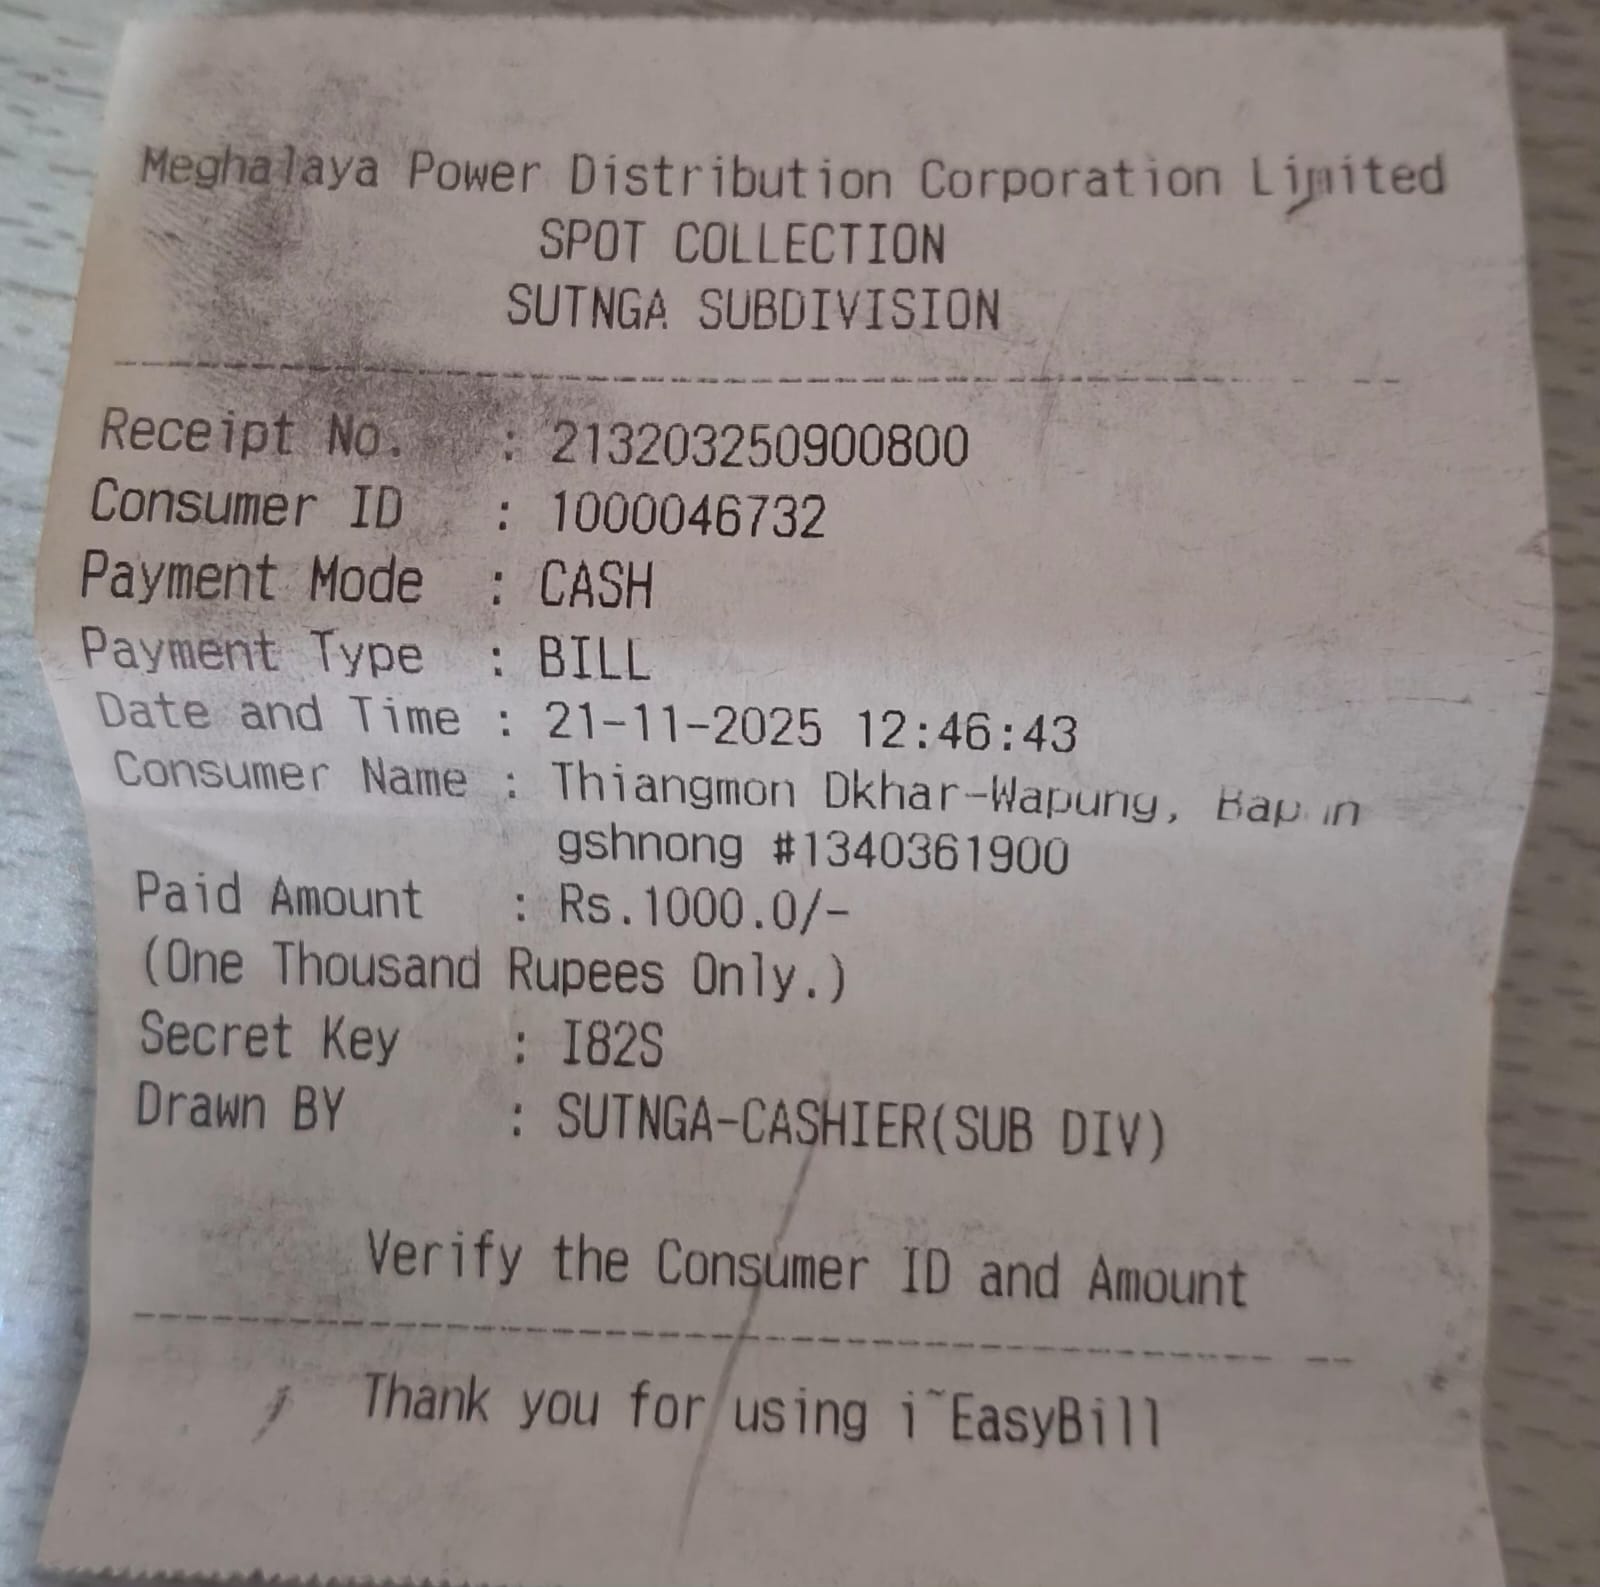 Meghalaya Power Distribution Corporation Limited
SPOT COLLECTION
SUTNGA SUBDIVISION
Receipt No. : 213203250900800
Consumer ID : 1000046732
Payment Mode : CASH
Payment Type : BILL
Date and Time : 21-11-2025 12:46:43
Consumer Name : Thiangmon Dkhar-Wapung,
gshnong #1340361900
Paid Amount : Rs.1000.0/-
(One Thousand Rupees Only.)
Secret Key : I82S
Drawn BY : SUTNGA-CASHIER(SUB DIV)
Verify the Consumer ID and Amount
Thank you for using i~EasyBill